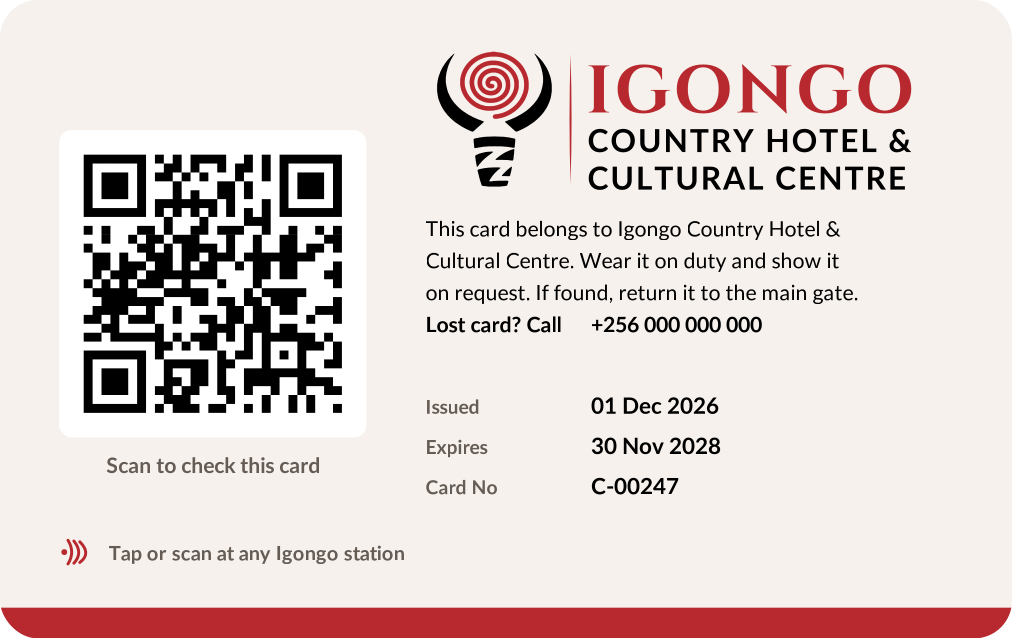 IGONGO
COUNTRY HOTEL &
CULTURAL CENTRE
This card belongs to Igongo Country Hotel &
Cultural Centre. Wear it on duty and show it
on request. If found, return it to the main gate.
Lost card? Call +256 000 000 000
Issued 01 Dec 2026
Expires 30 Nov 2028
Card No C-00247
Scan to check this card
Tap or scan at any Igongo station